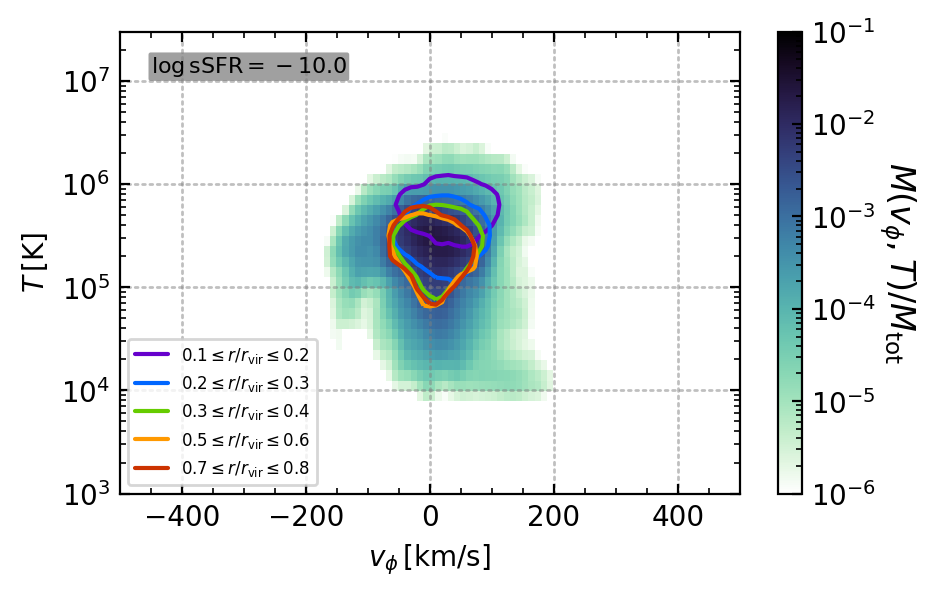 log sSFR = −10.0
10⁷
10⁶
10⁵
10⁴
10³
T [K]
0.1 ≤ r/r_vir ≤ 0.2
0.2 ≤ r/r_vir ≤ 0.3
0.3 ≤ r/r_vir ≤ 0.4
0.5 ≤ r/r_vir ≤ 0.6
0.7 ≤ r/r_vir ≤ 0.8
−400 −200 0 200 400
v_ϕ [km/s]
10⁻¹
10⁻²
10⁻³
10⁻⁴
10⁻⁵
10⁻⁶
M(v_ϕ, T)/M_tot